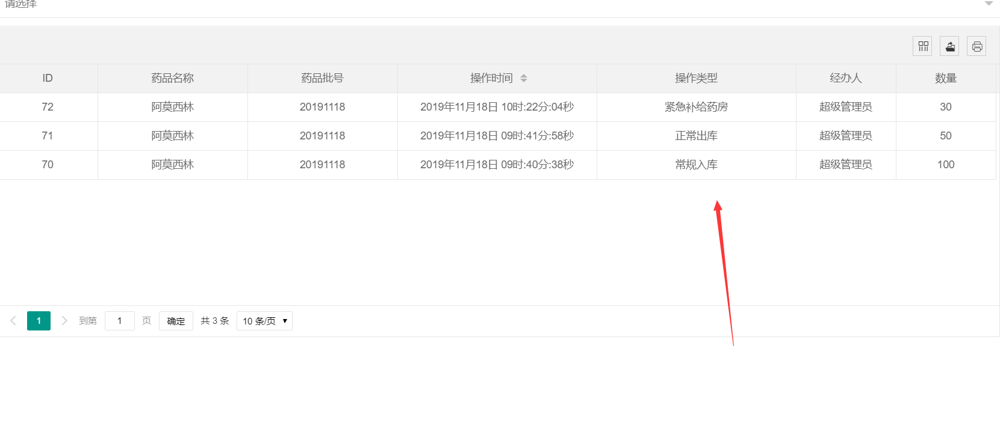 请选择
ID 药品名称 药品批号 操作时间 操作类型 经办人 数量
72 阿莫西林 20191118 2019年11月18日 10时:22分:04秒 紧急补给药房 超级管理员 30
71 阿莫西林 20191118 2019年11月18日 09时:41分:58秒 正常出库 超级管理员 50
70 阿莫西林 20191118 2019年11月18日 09时:40分:38秒 常规入库 超级管理员 100
1 到第 1 页 确定 共 3 条 10 条/页